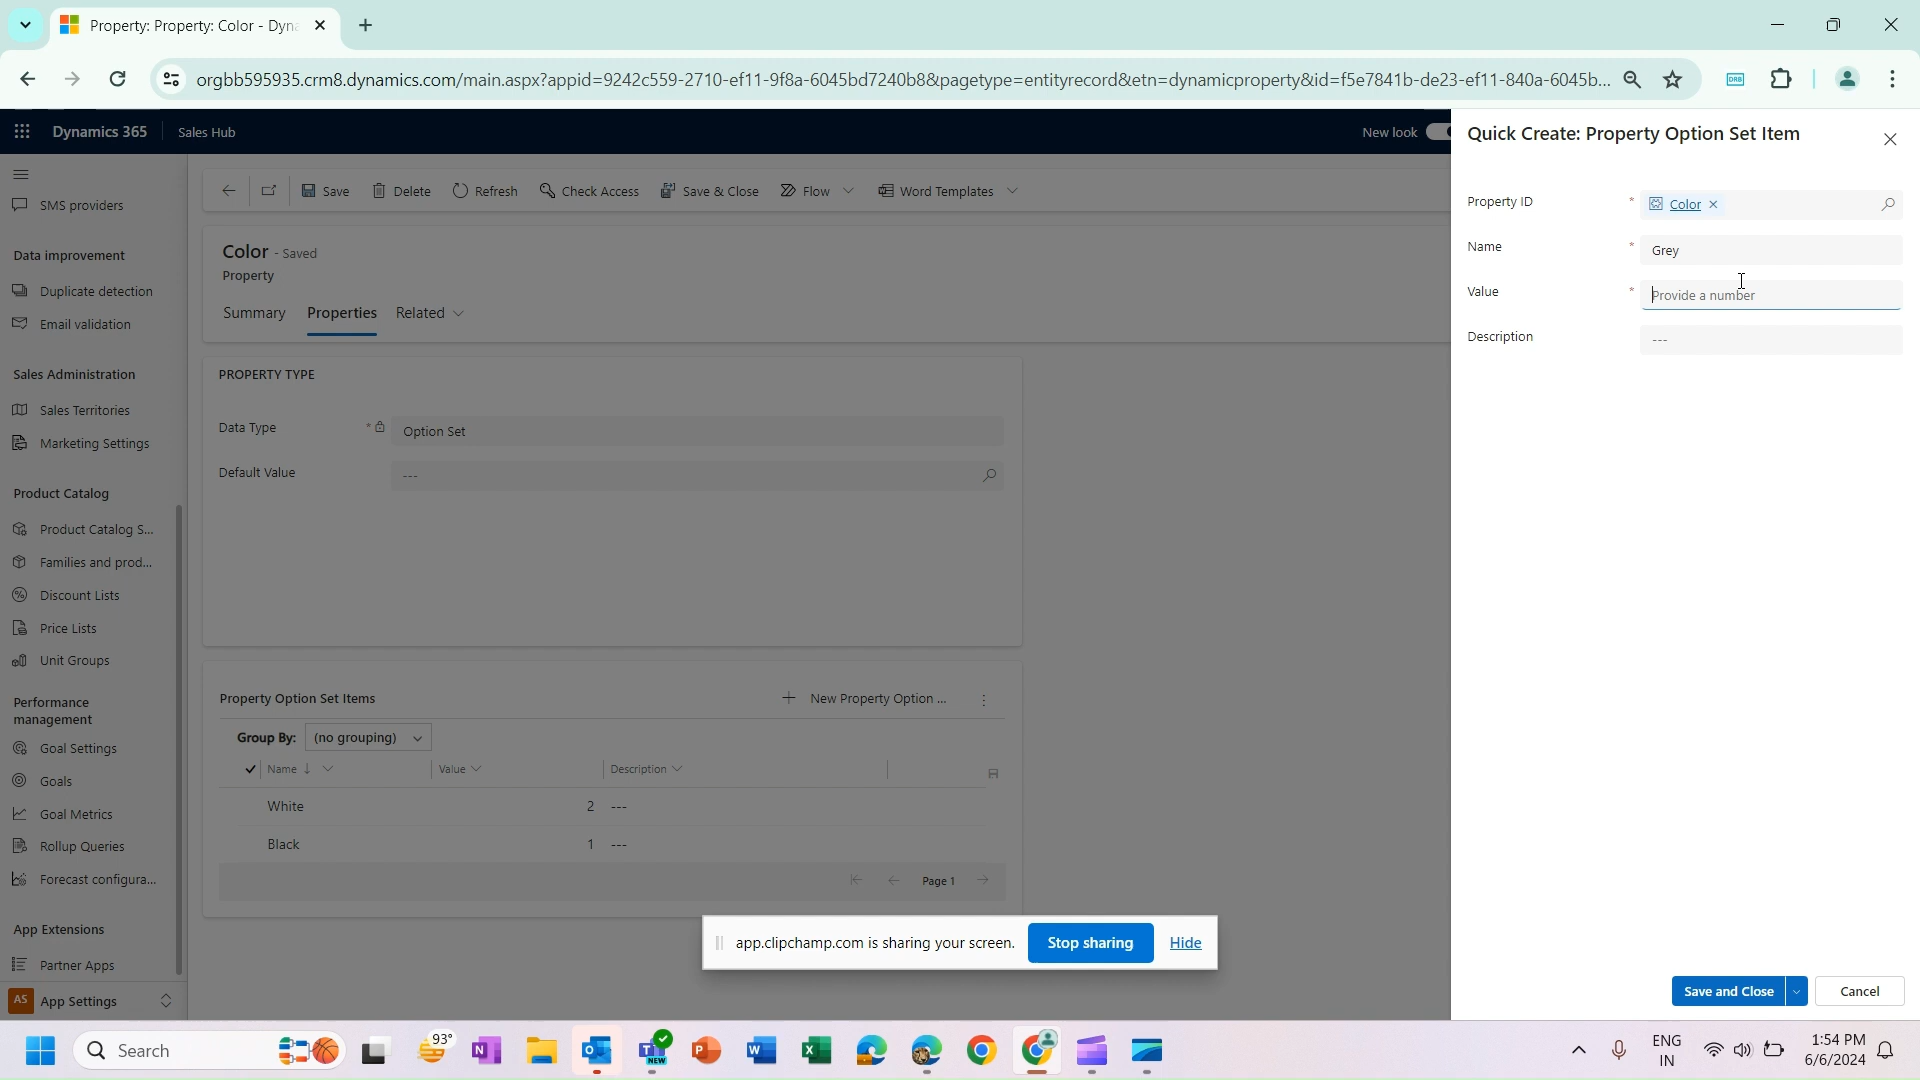 Property: Property: Color - Dyna
orgbb595935.crm8.dynamics.com/main.aspx?appid=9242c559-2710-ef11-9f8a-6045bd7240b8&pagetype=entityrecord&etn=dynamicproperty&id=f5e7841b-de23-ef11-840a-6045b...
Dynamics 365
Sales Hub
New look
SMS providers
Data improvement
Duplicate detection
Email validation
Sales Administration
Sales Territories
Marketing Settings
Product Catalog
Product Catalog S...
Families and prod...
Discount Lists
Price Lists
Unit Groups
Performance
management
Goal Settings
Goals
Goal Metrics
Rollup Queries
Forecast configura...
App Extensions
Partner Apps
AS App Settings
Save Delete Refresh Check Access Save & Close Flow Word Templates
Color - Saved
Property
Summary Properties Related
PROPERTY TYPE
Data Type * Option Set
Default Value ---
Property Option Set Items
+ New Property Option ...
Group By: (no grouping)
Name Value Description
White 2 ---
Black 1 ---
Page 1
app.clipchamp.com is sharing your screen. Stop sharing Hide
Quick Create: Property Option Set Item
Property ID * Color
Name * Grey
Value * Provide a number
Description ---
Save and Close Cancel
Search
93°
NEW
ENG
IN
1:54 PM
6/6/2024